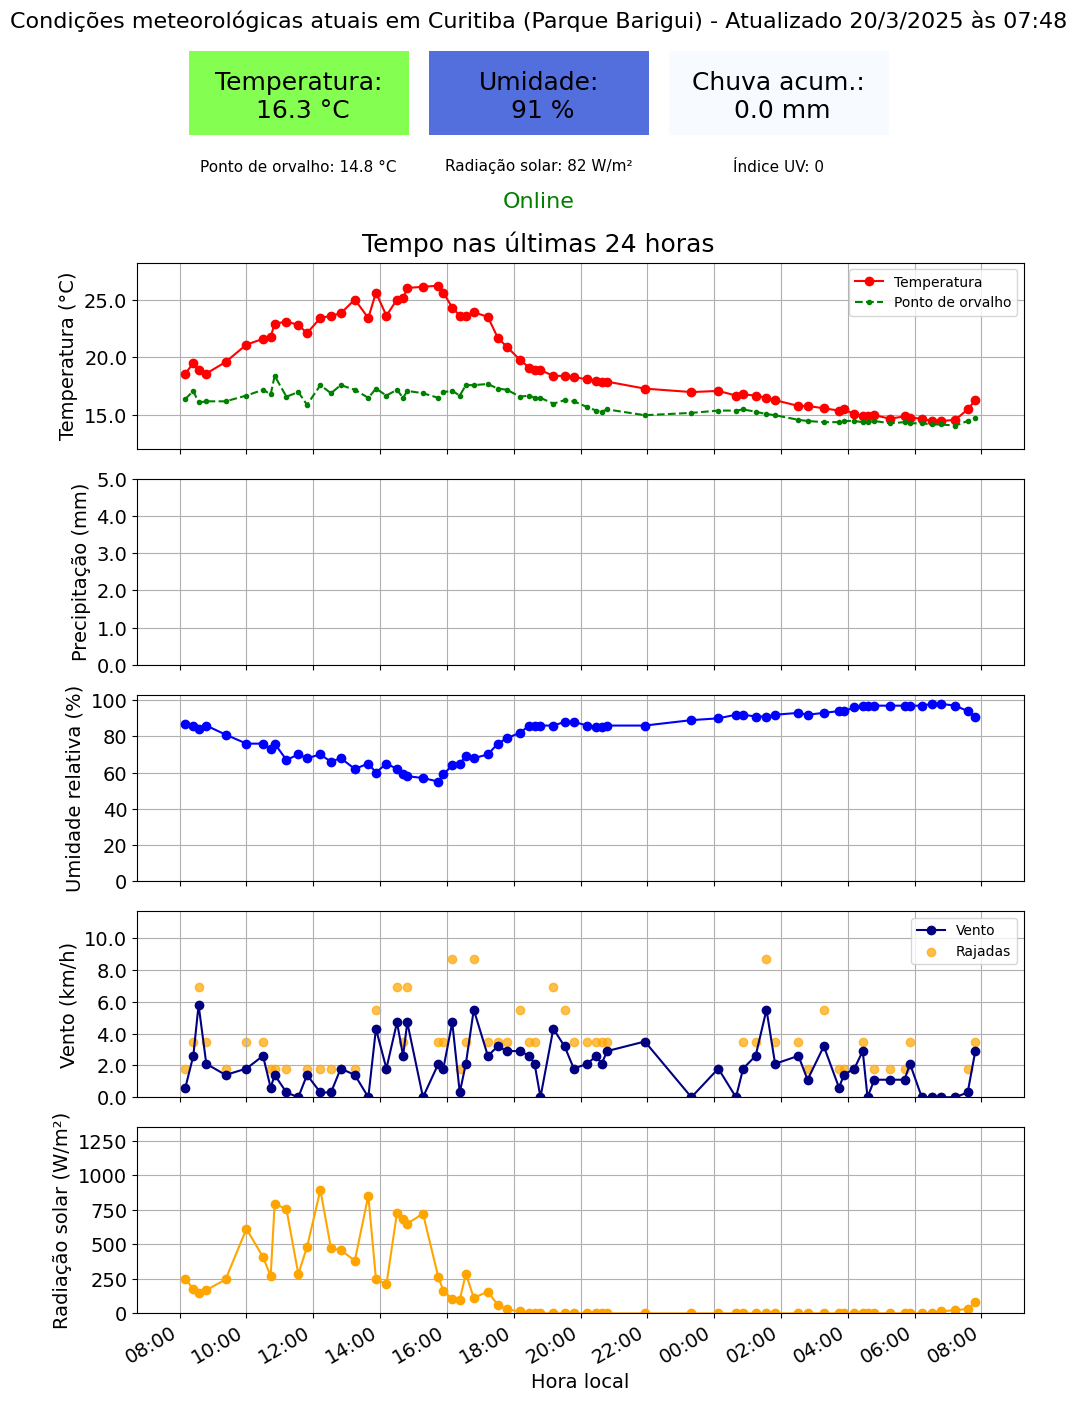 Condições meteorológicas atuais em Curitiba (Parque Barigui) - Atualizado 20/3/2025 às 07:48
Temperatura:
16.3 °C
Umidade:
91 %
Chuva acum.:
0.0 mm
Ponto de orvalho: 14.8 °C
Radiação solar: 82 W/m²
Índice UV: 0
Online
Tempo nas últimas 24 horas
Temperatura (°C)
25.0
20.0
15.0
Temperatura
Ponto de orvalho
Precipitação (mm)
5.0
4.0
3.0
2.0
1.0
0.0
Umidade relativa (%)
100
80
60
40
20
0
Vento (km/h)
10.0
8.0
6.0
4.0
2.0
0.0
Vento
Rajadas
Radiação solar (W/m²)
1250
1000
750
500
250
0
08:00 10:00 12:00 14:00 16:00 18:00 20:00 22:00 00:00 02:00 04:00 06:00 08:00
Hora local